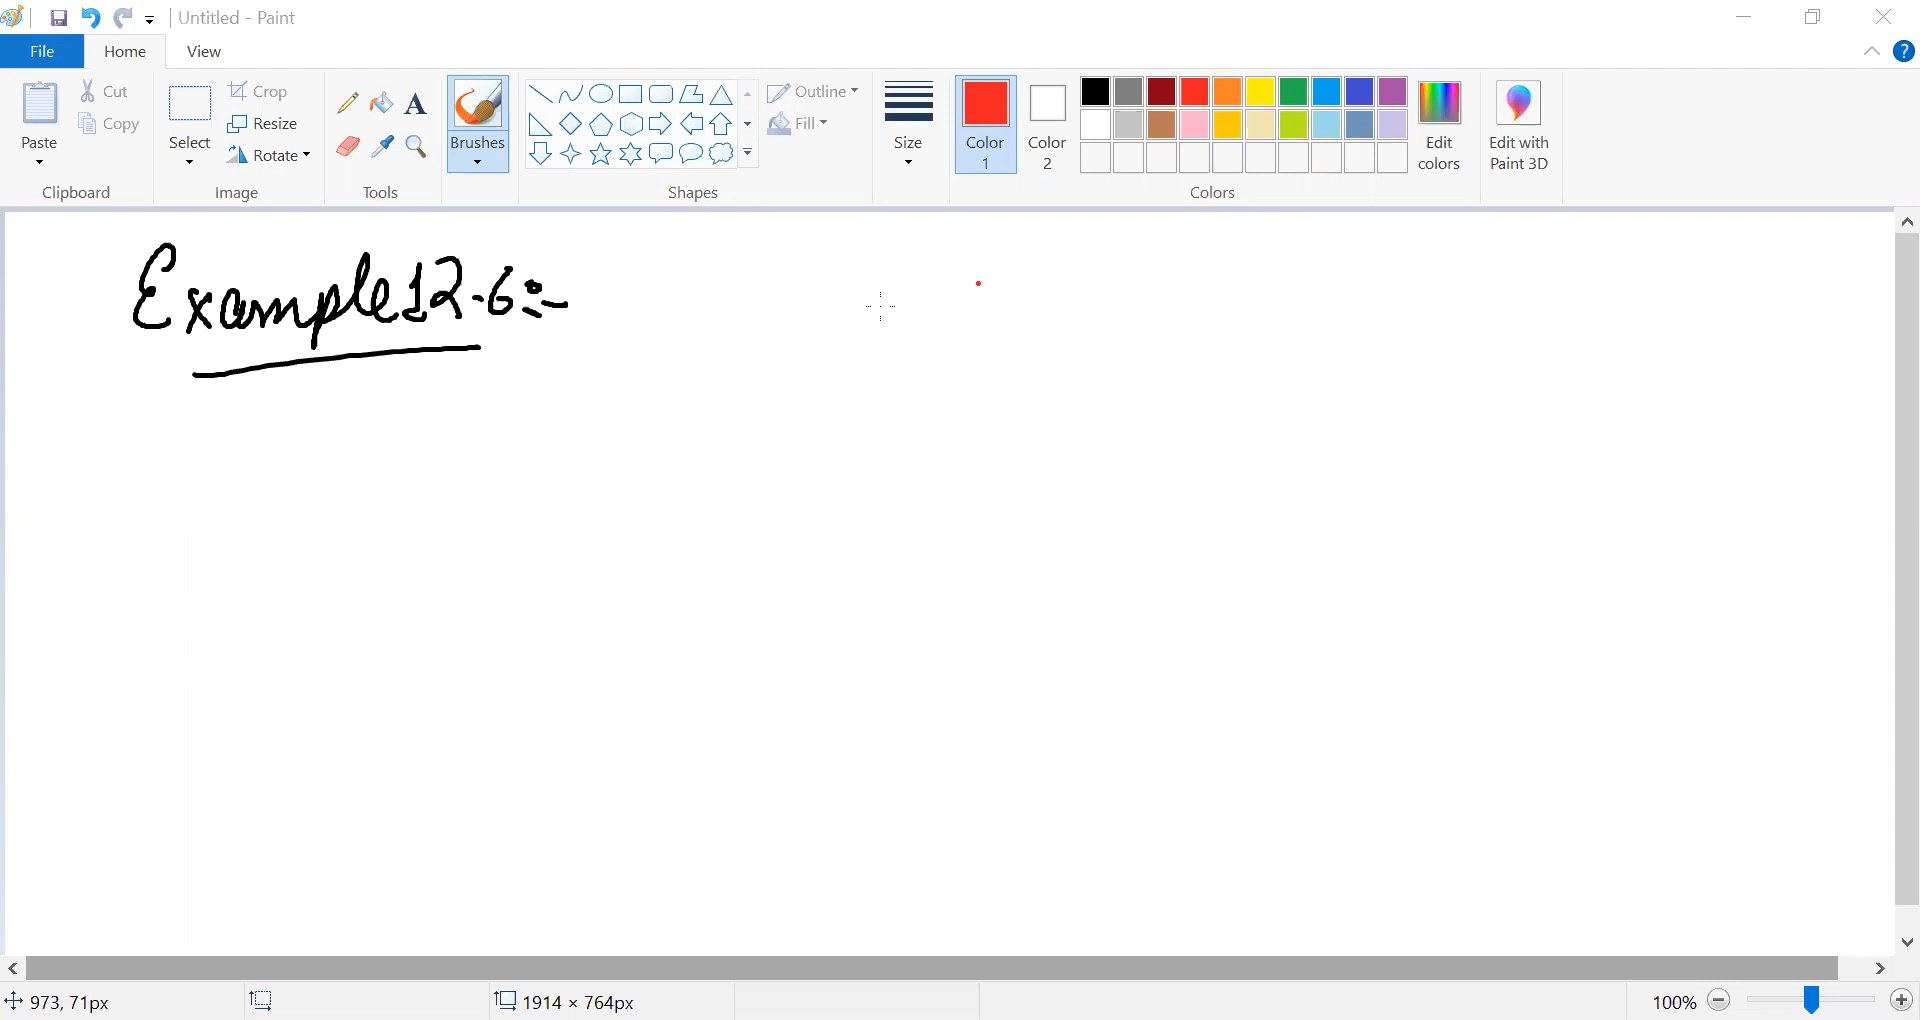 Untitled - Paint
File Home View
Paste
Cut
Copy
Clipboard
Select
Crop
Resize
Rotate
Image
Tools
Brushes
Shapes
Outline
Fill
Size
Color 1
Color 2
Edit colors
Colors
Edit with Paint 3D
Example 12-6:-
973, 71px
1914 × 764px
100%